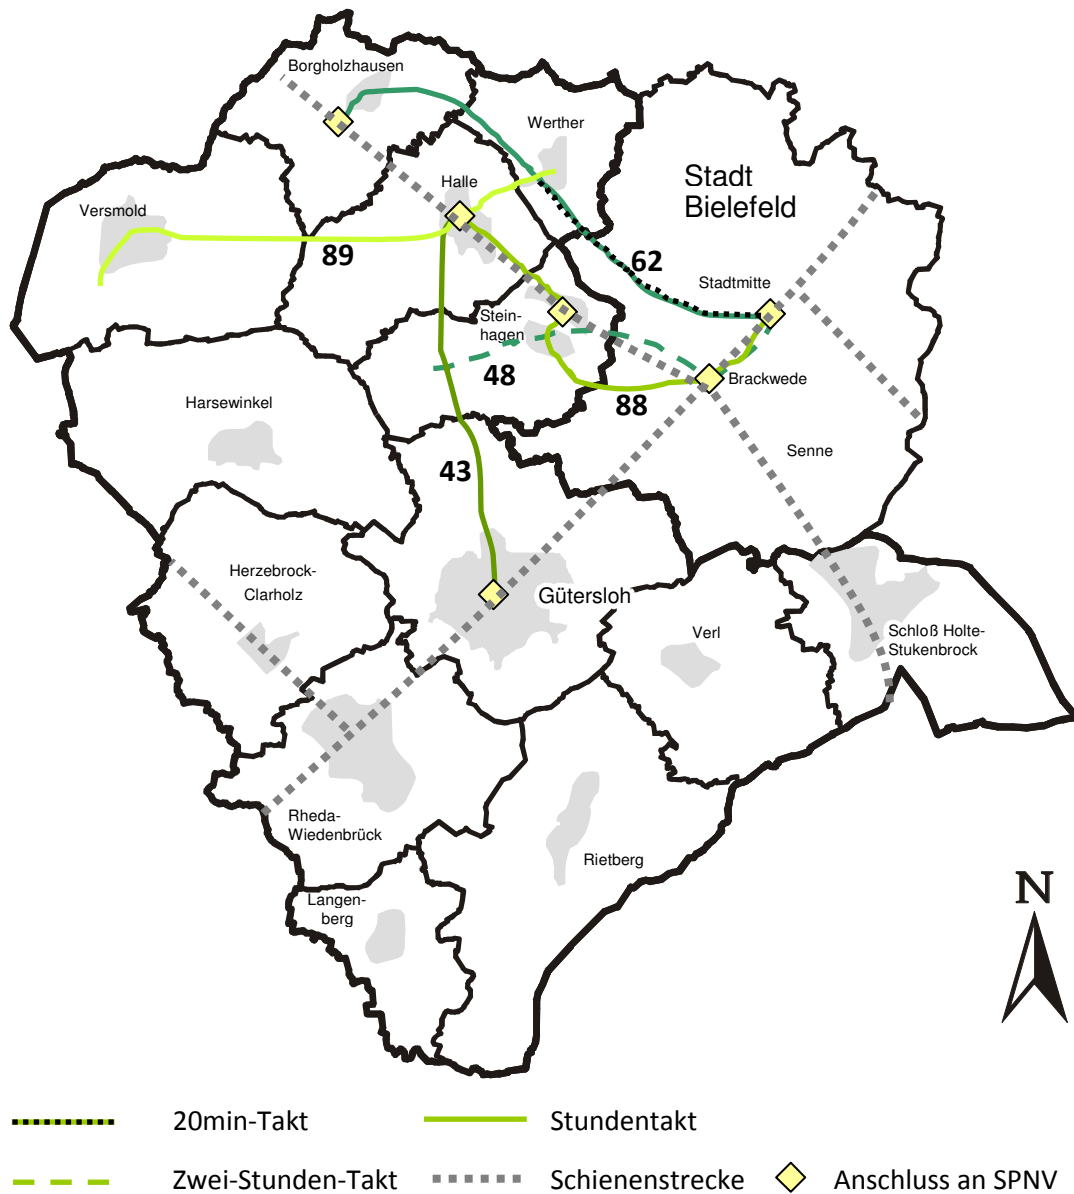 Borgholzhausen
Werther
Halle
Versmold
Stadt
Bielefeld
89
62
Stadtmitte
Stein-
hagen
48
88
Brackwede
Harsewinkel
43
Senne
Herzebrock-
Clarholz
Gütersloh
Verl
Schloß Holte-
Stukenbrock
Rheda-
Wiedenbrück
Rietberg
Langen-
berg
N
20min-Takt
Stundentakt
Zwei-Stunden-Takt
Schienenstrecke
Anschluss an SPNV